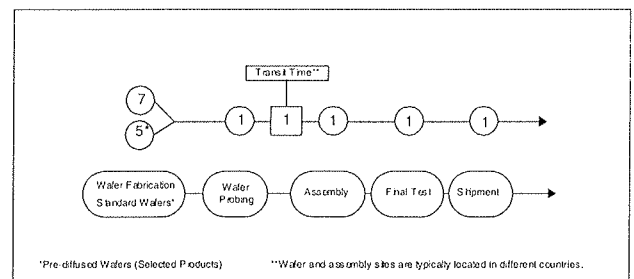 Transit Time**
7
5*
1
1
1
1
1
Wafer Fabrication
Standard Wafers*
Wafer
Probing
Assembly
Final Test
Shipment
*Pre-diffused Wafers (Selected Products)
**Wafer and assembly sites are typically located in different countries.